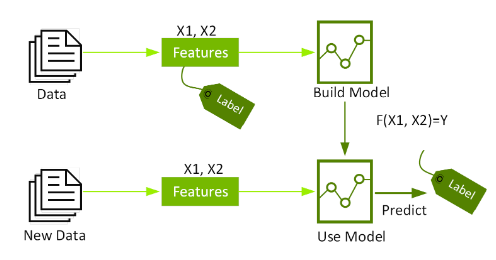 X1, X2
Features
Label
Data
Build Model
F(X1, X2)=Y
X1, X2
Features
Label
Predict
New Data
Use Model